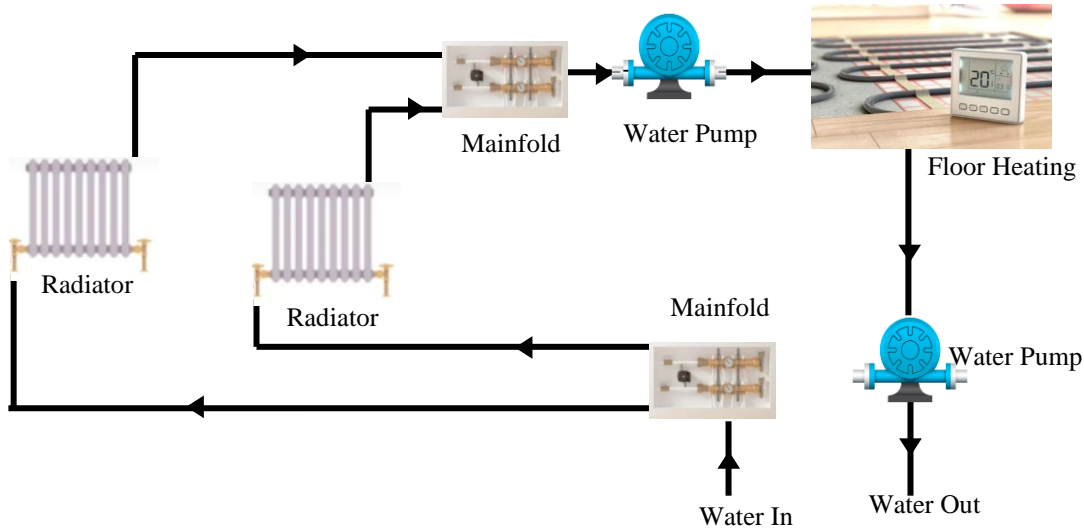 Mainfold
Water Pump
20°
Floor Heating
Radiator
Radiator
Mainfold
Water Pump
Water In
Water Out